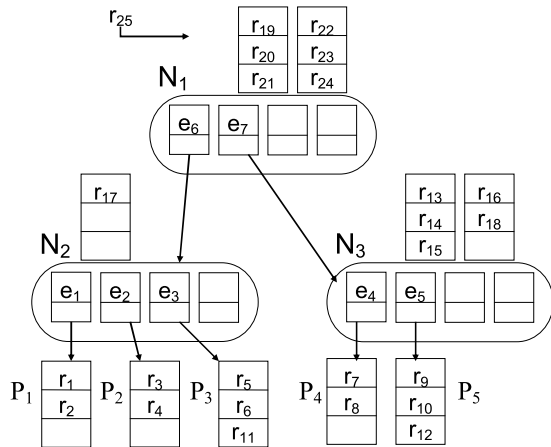 r25
r19 r22
r20 r23
r21 r24
N1
e6 e7
r17
r13 r16
r14 r18
r15
N2
N3
e1 e2 e3
e4 e5
P1 r1 P2 r3 P3 r5
r2 r4 r6
r11
P4 r7 r9 P5
r8 r10
r12